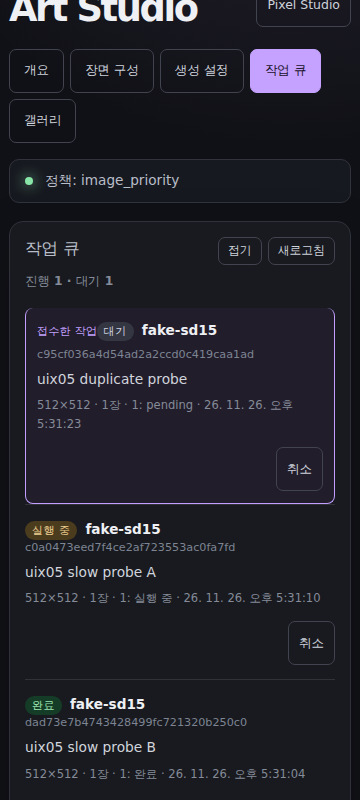 Art Studio
Pixel Studio
개요
장면 구성
생성 설정
작업 큐
갤러리
정책: image_priority
작업 큐
접기
새로고침
진행 1 · 대기 1
접수한 작업 대기 fake-sd15
c95cf036a4d54ad2a2ccd0c419caa1ad
uix05 duplicate probe
512×512 · 1장 · 1: pending · 26. 11. 26. 오후
5:31:23
취소
실행 중 fake-sd15
c0a0473eed7f4ce2af723553ac0fa7fd
uix05 slow probe A
512×512 · 1장 · 1: 실행 중 · 26. 11. 26. 오후 5:31:10
취소
완료 fake-sd15
dad73e7b4743428499fc721320b250c0
uix05 slow probe B
512×512 · 1장 · 1: 완료 · 26. 11. 26. 오후 5:31:04